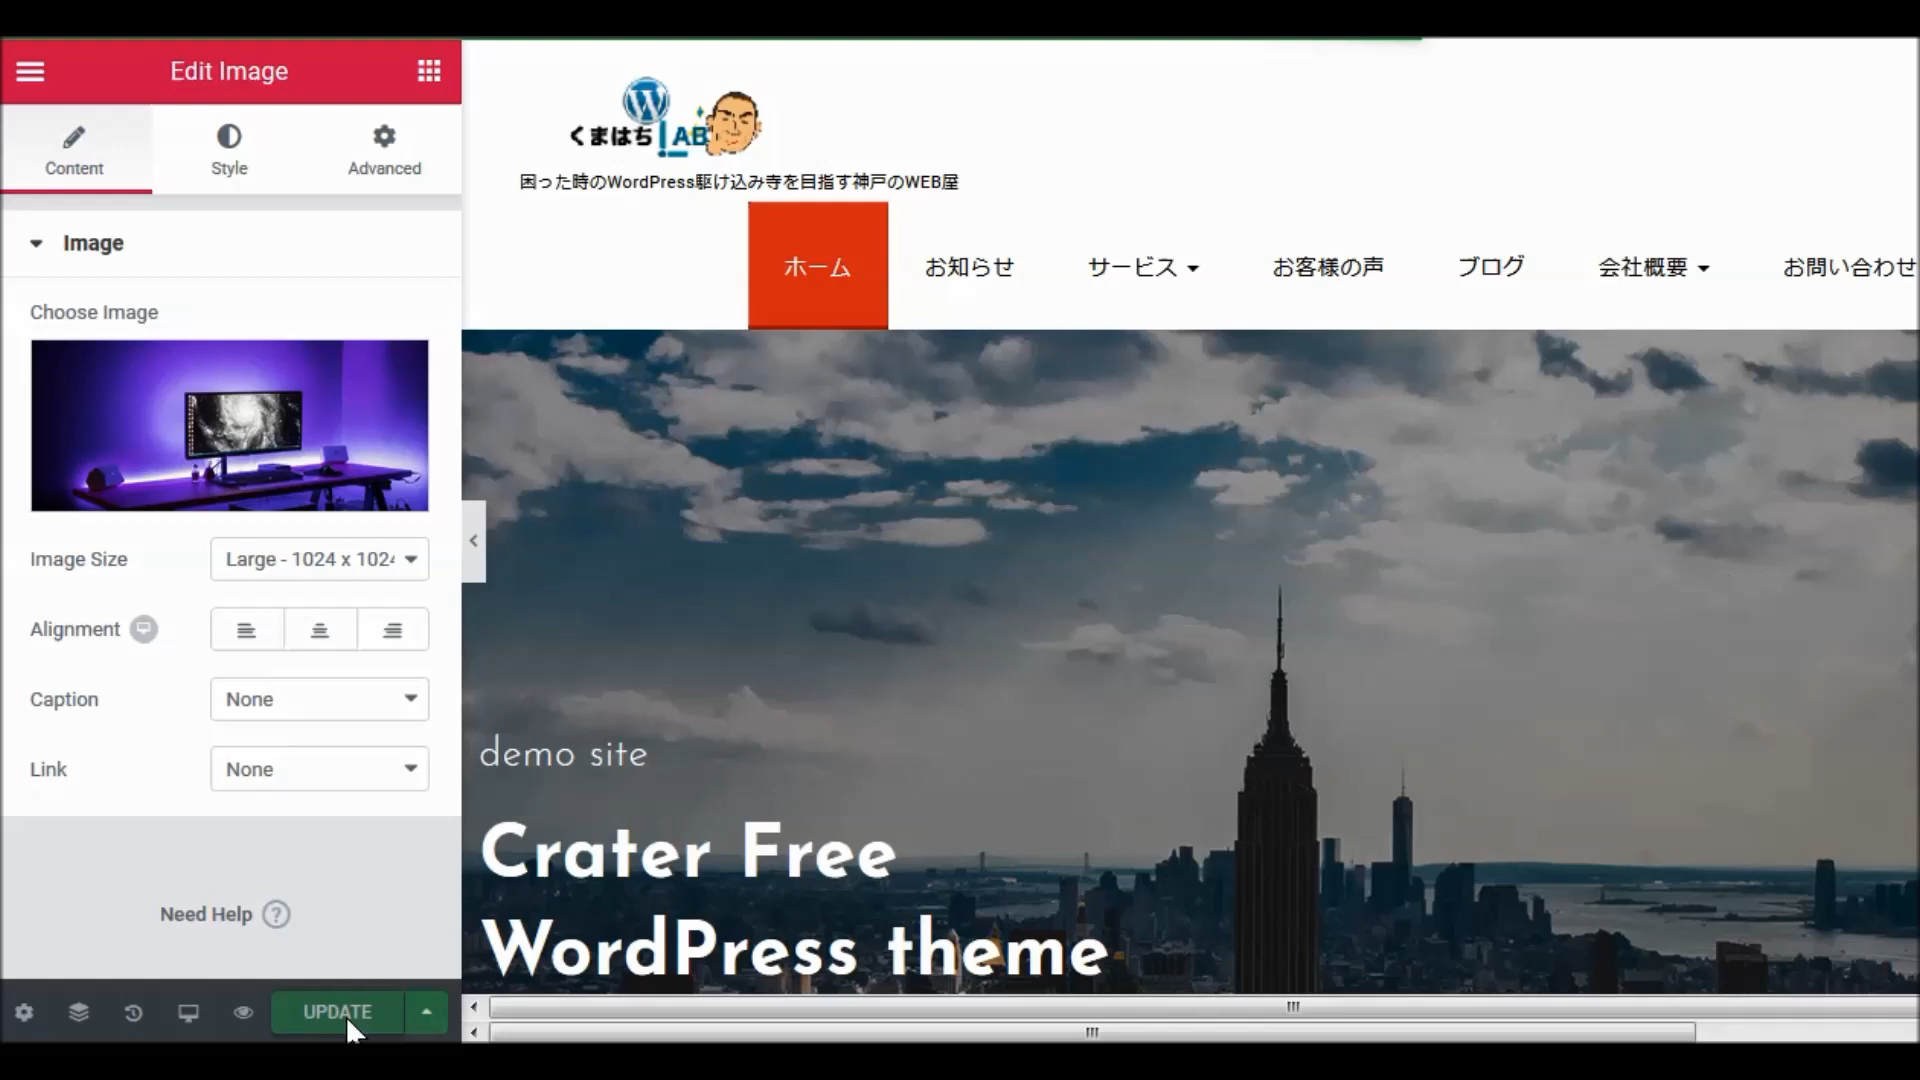 Edit Image
Content
Style
Advanced
Image
Choose Image
Image Size
Large - 1024 x 1024
Alignment
Caption
None
Link
None
Need Help
?
UPDATE
W
くまはち LAB
困った時のWordPress駆け込み寺を目指す神戸のWEB屋
ホーム
お知らせ
サービス
お客様の声
ブログ
会社概要
お問い合わせ
demo site
Crater Free
WordPress theme